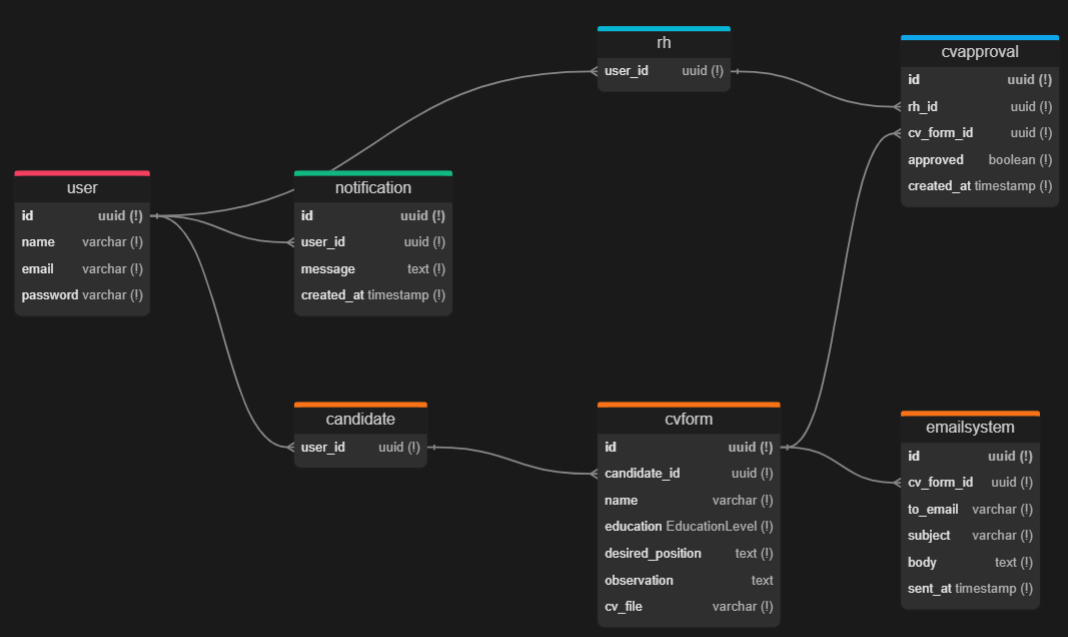 rh
user_id uuid (!)
cvapproval
id uuid (!)
rh_id uuid (!)
cv_form_id uuid (!)
approved boolean (!)
created_at timestamp (!)
user
id uuid (!)
name varchar (!)
email varchar (!)
password varchar (!)
notification
id uuid (!)
user_id uuid (!)
message text (!)
created_at timestamp (!)
candidate
user_id uuid (!)
cvform
id uuid (!)
candidate_id uuid (!)
name varchar (!)
education EducationLevel (!)
desired_position text (!)
observation text
cv_file varchar (!)
emailsystem
id uuid (!)
cv_form_id uuid (!)
to_email varchar (!)
subject varchar (!)
body text (!)
sent_at timestamp (!)